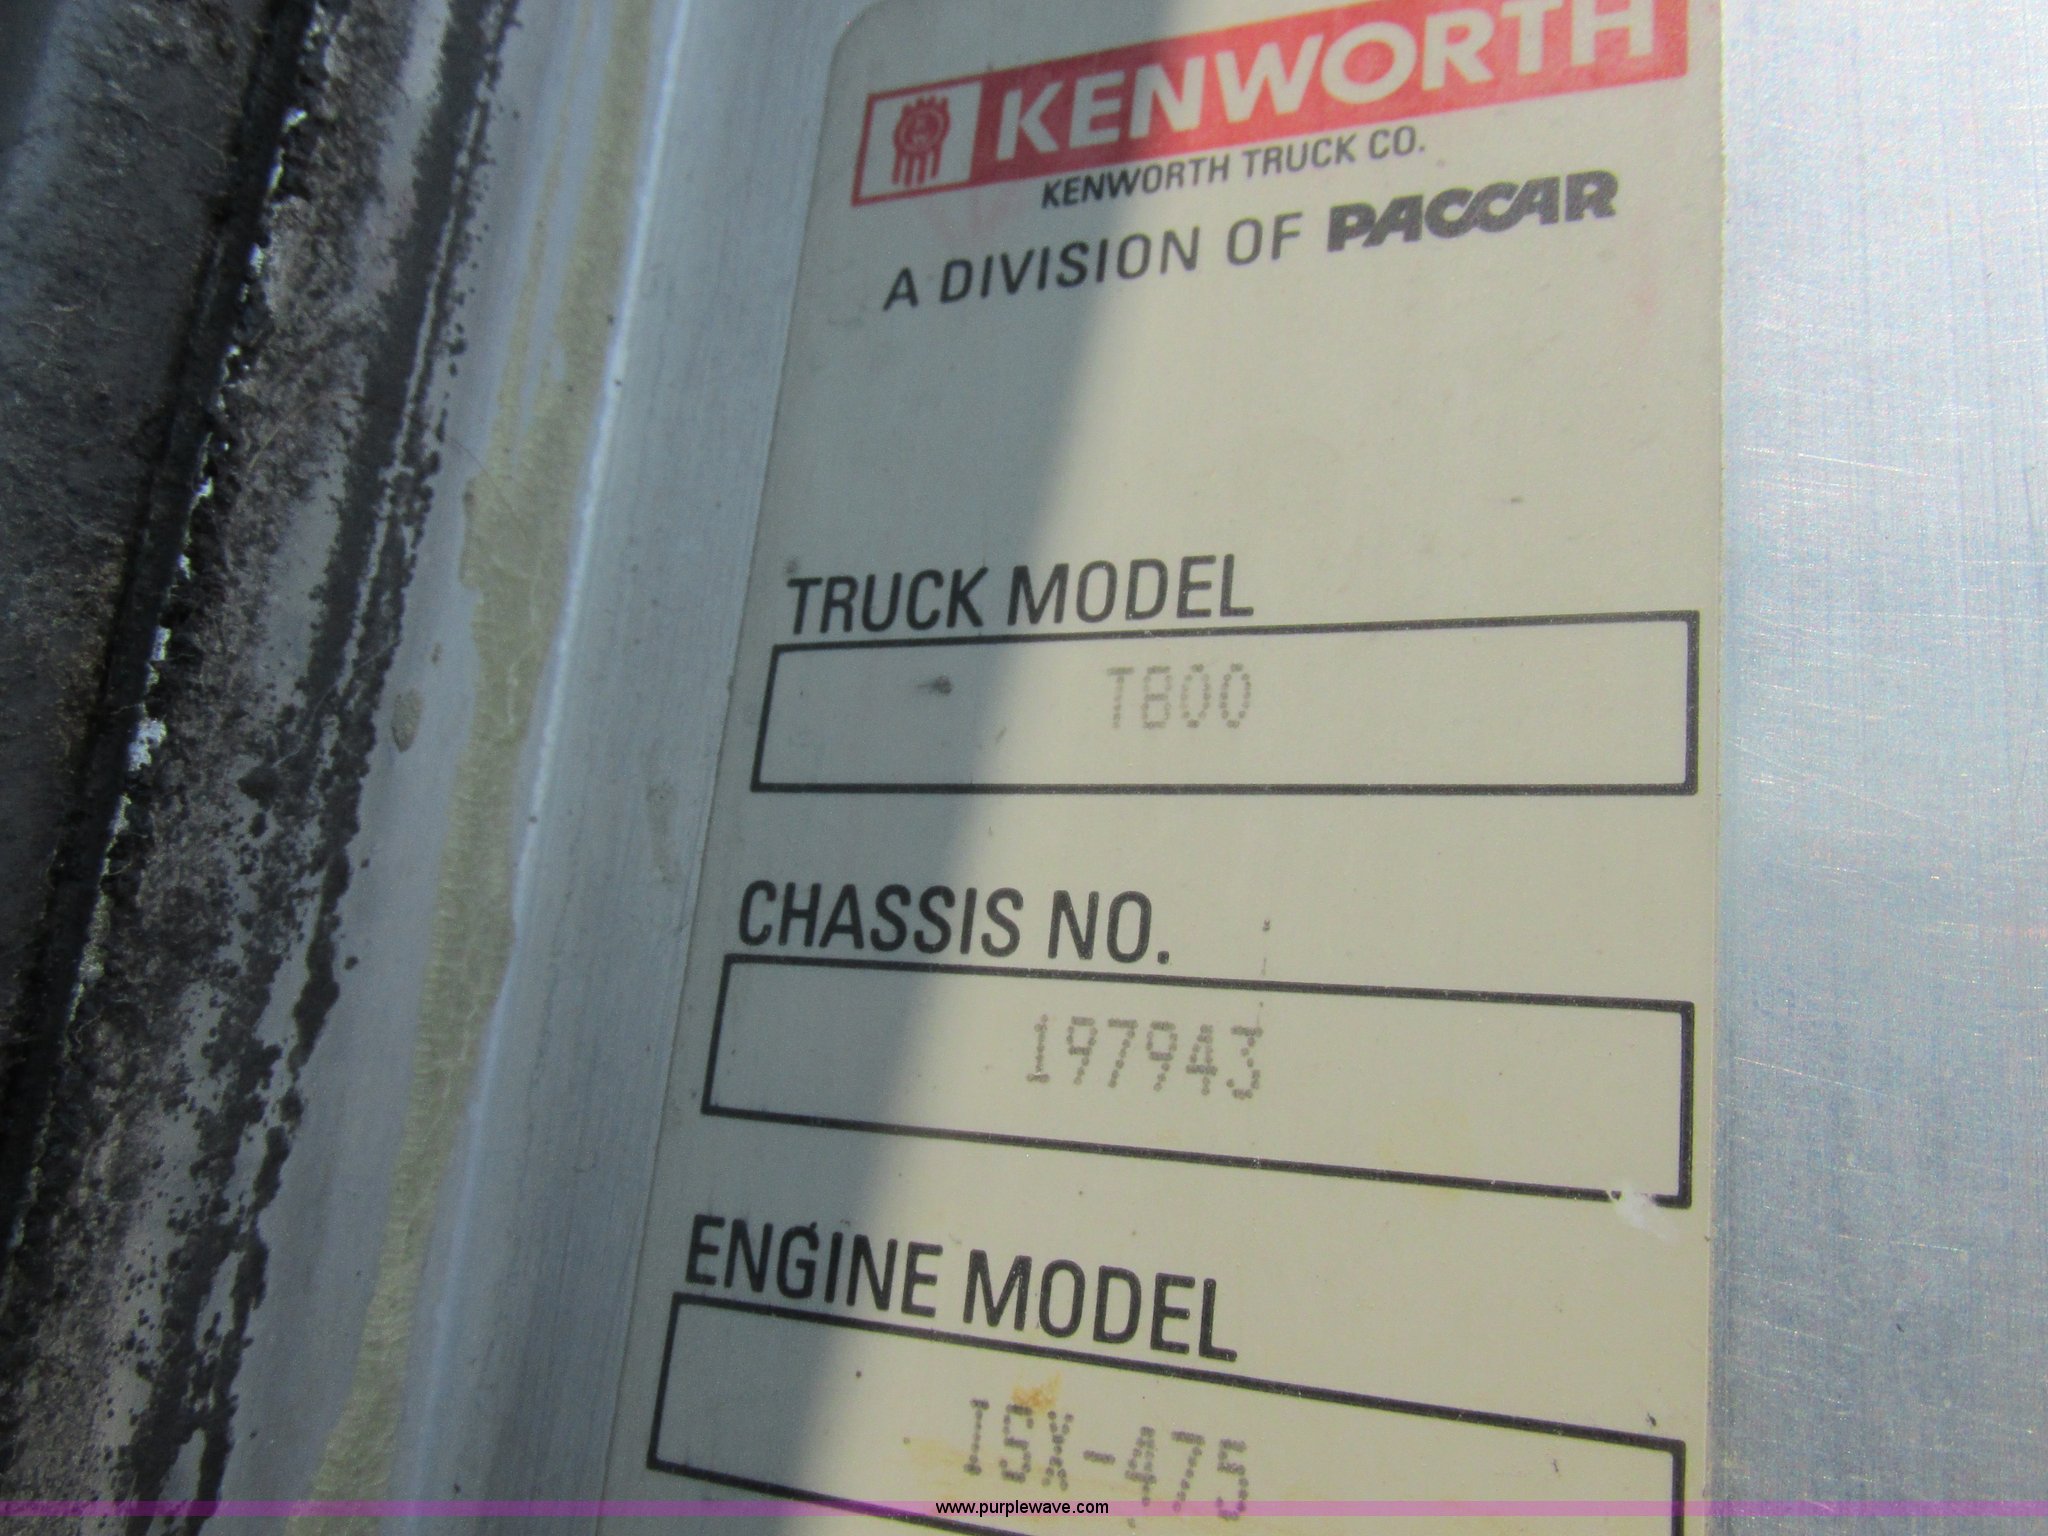 KENWORTH
KENWORTH TRUCK CO.
A DIVISION OF PACCAR
TRUCK MODEL
T800
CHASSIS NO.
197943
ENGINE MODEL
ISX-475
www.purplewave.com